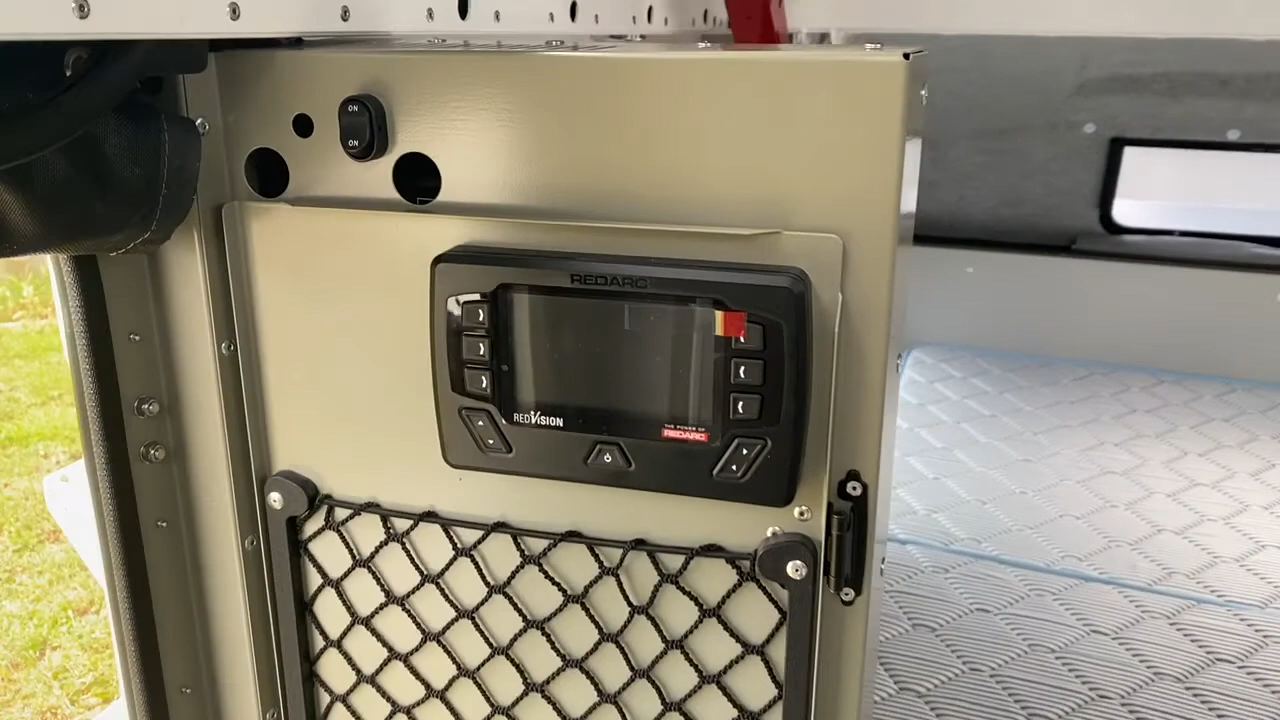 ON
ON
REDARC
REDVISION
THE POWER OF
REDARC